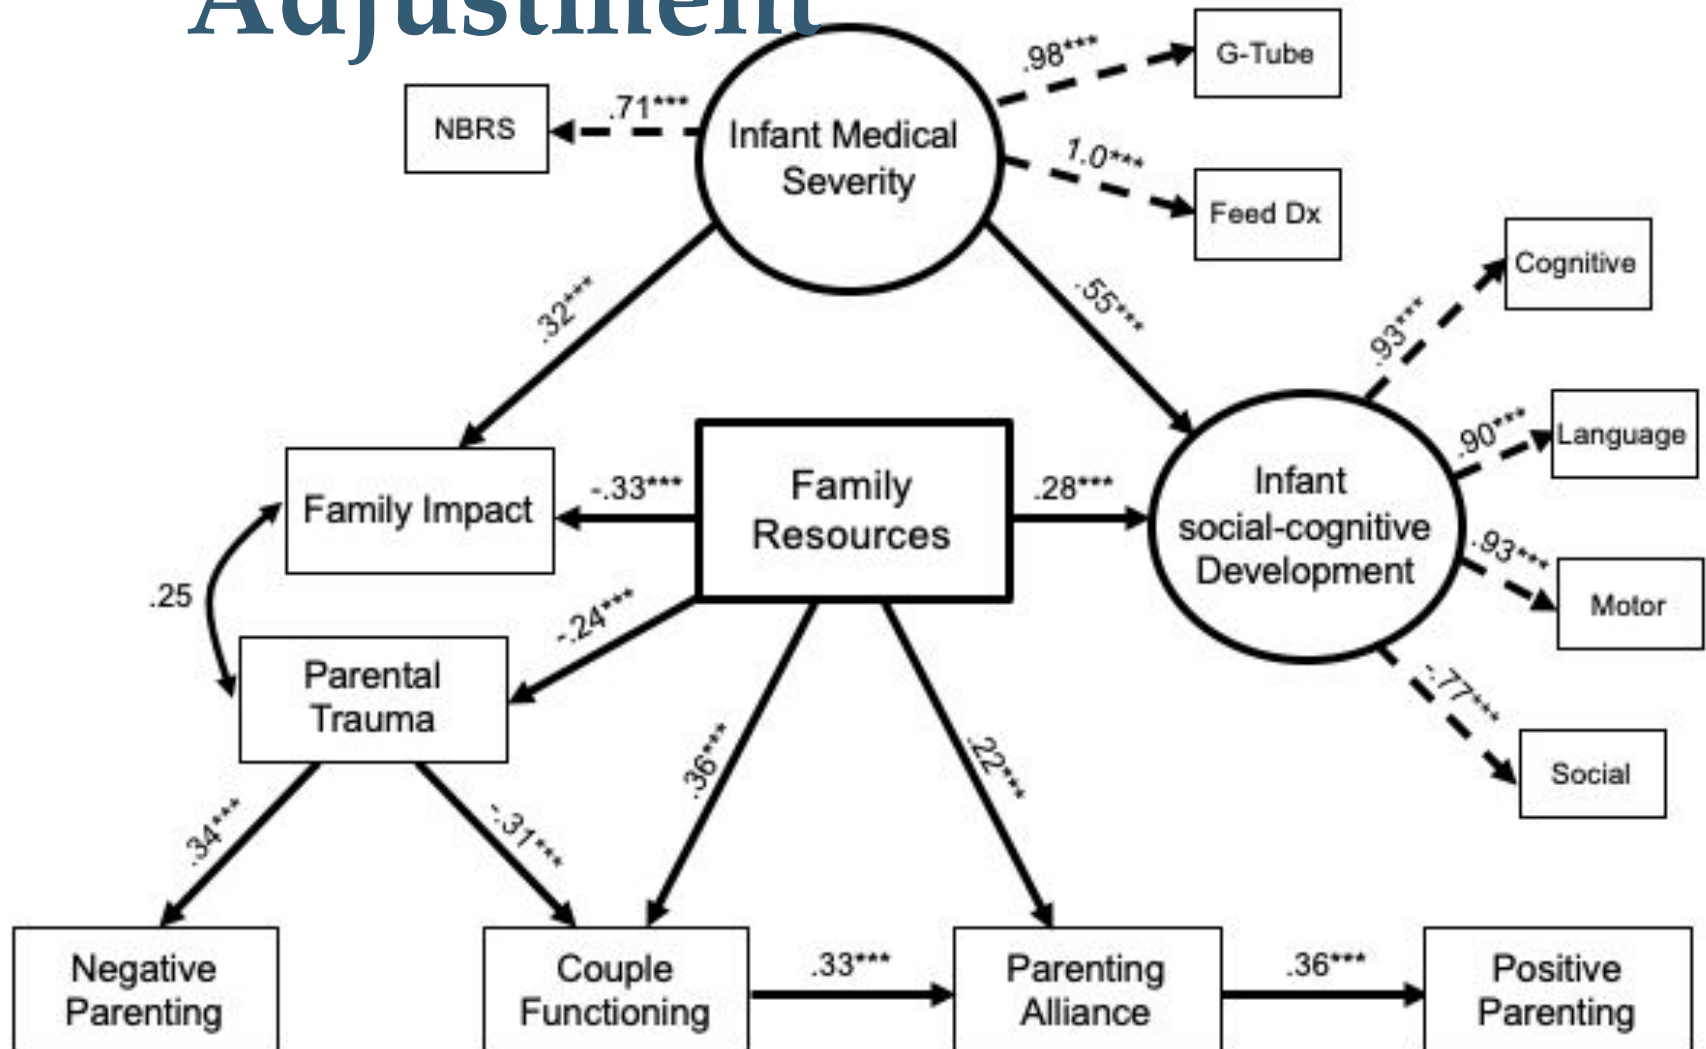 Adjustment
NBRS
.71***
Infant Medical
Severity
.98***
G-Tube
1.0***
Feed Dx
.32***
.55***
Cognitive
.93***
.90***
Language
.93***
Motor
-.77***
Social
Family Impact
-.33***
Family
Resources
.28***
Infant
social-cognitive
Development
.25
-.24***
Parental
Trauma
.36***
.22***
.34***
-.31***
Negative
Parenting
Couple
Functioning
.33***
Parenting
Alliance
.36***
Positive
Parenting